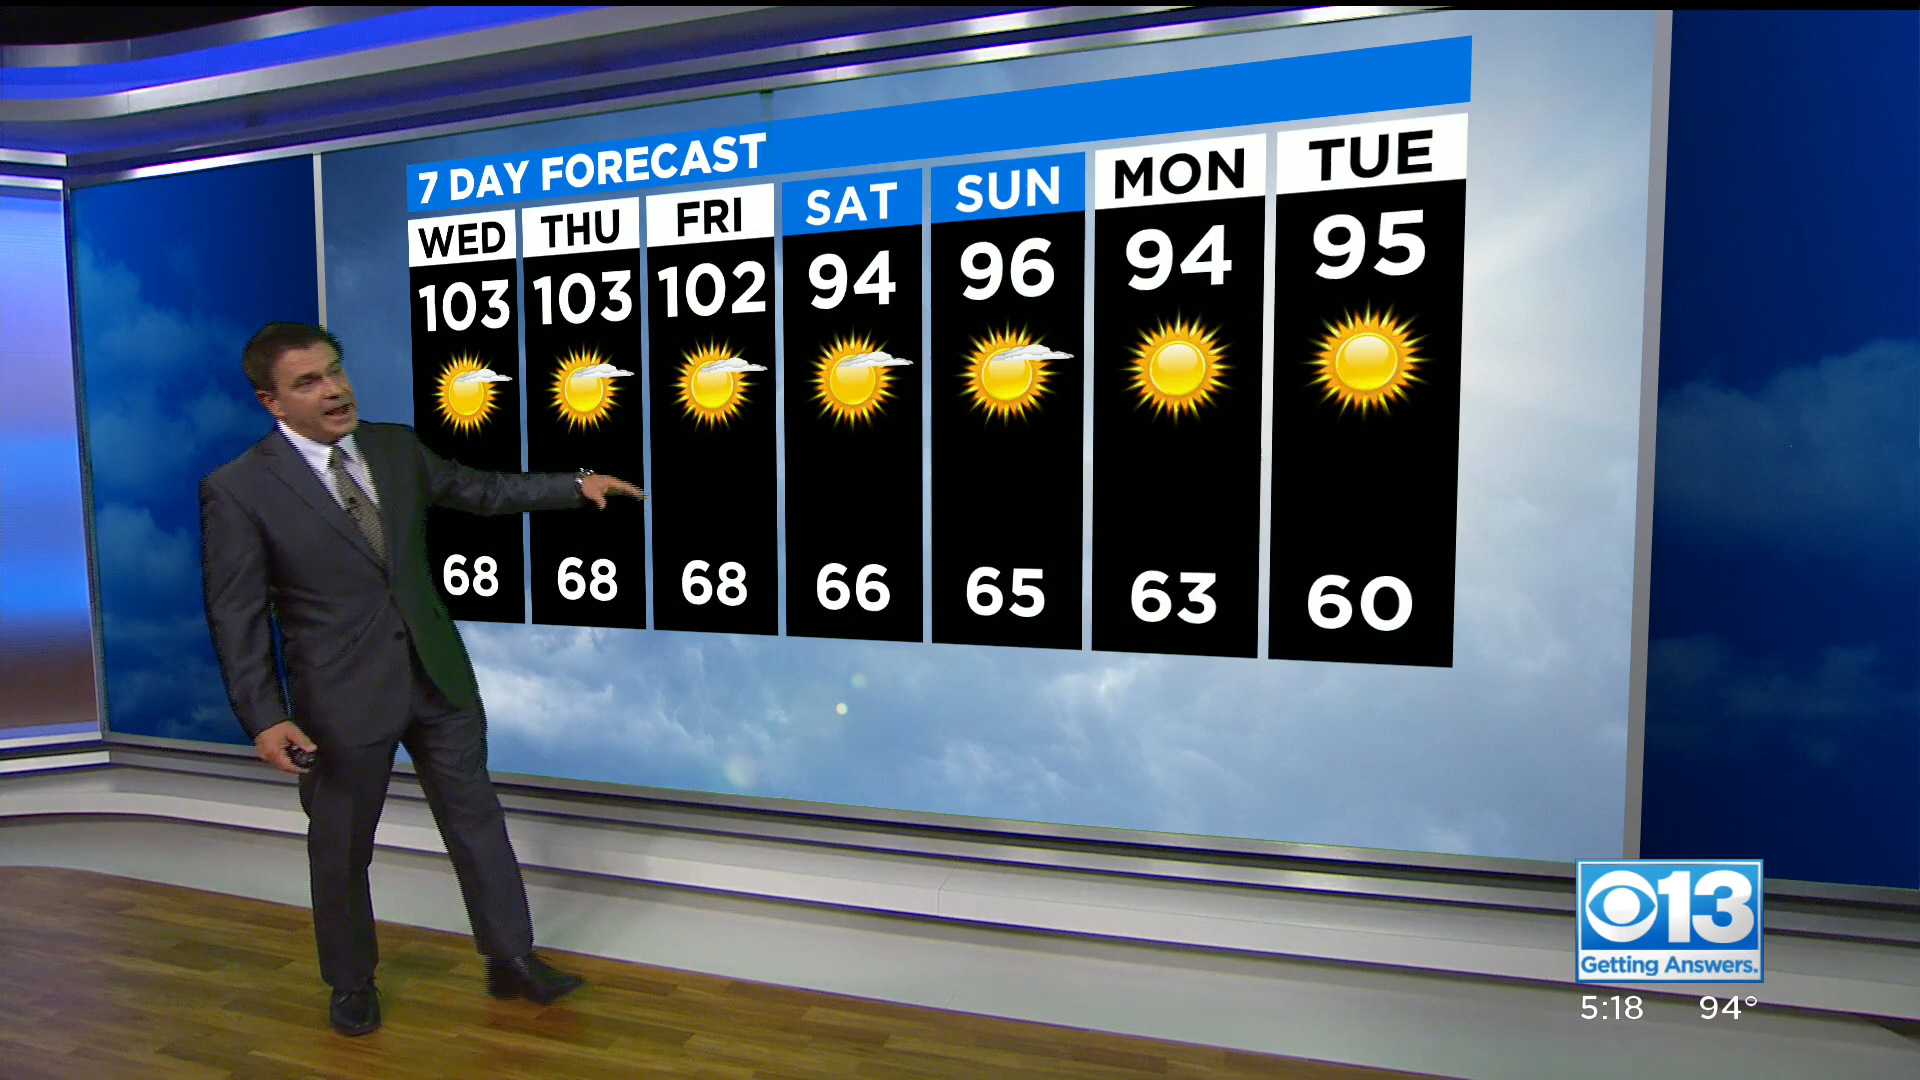 7 DAY FORECAST
WED THU FRI SAT SUN MON TUE
103 103 102 94 96 94 95
68 68 68 66 65 63 60
13
Getting Answers.
5:18 94°